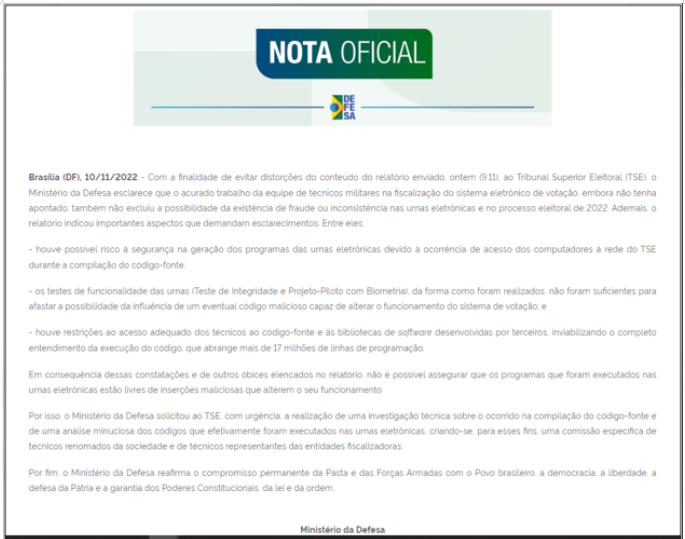 NOTA OFICIAL
DE
FE
SA
Brasília (DF), 10/11/2022 - Com a finalidade de evitar distorções do conteúdo do relatório enviado, ontem (9.11), ao Tribunal Superior Eleitoral (TSE), o
Ministério da Defesa esclarece que o acurado trabalho da equipe de técnicos militares na fiscalização do sistema eletrônico de votação, embora não tenha
apontado, também não excluiu a possibilidade da existência de fraude ou inconsistência nas urnas eletrônicas e no processo eleitoral de 2022. Ademais, o
relatório indicou importantes aspectos que demandam esclarecimentos. Entre eles:
- houve possível risco à segurança na geração dos programas das urnas eletrônicas devido à ocorrência de acesso dos computadores à rede do TSE
durante a compilação do código-fonte;
- os testes de funcionalidade das urnas (Teste de Integridade e Projeto-Piloto com Biometria), da forma como foram realizados, não foram suficientes para
afastar a possibilidade da influência de um eventual código malicioso capaz de alterar o funcionamento do sistema de votação; e
- houve restrições ao acesso adequado dos técnicos ao código-fonte e às bibliotecas de software desenvolvidas por terceiros, inviabilizando o completo
entendimento da execução do código, que abrange mais de 17 milhões de linhas de programação.
Em consequência dessas constatações e de outros óbices elencados no relatório, não é possível assegurar que os programas que foram executados nas
urnas eletrônicas estão livres de inserções maliciosas que alterem o seu funcionamento.
Por isso, o Ministério da Defesa solicitou ao TSE, com urgência, a realização de uma investigação técnica sobre o ocorrido na compilação do código-fonte e
de uma análise minuciosa dos códigos que efetivamente foram executados nas urnas eletrônicas, criando-se, para esses fins, uma comissão específica de
técnicos renomados da sociedade e de técnicos representantes das entidades fiscalizadoras.
Por fim, o Ministério da Defesa reafirma o compromisso permanente da Pasta e das Forças Armadas com o Povo brasileiro, a democracia, a liberdade, a
defesa da Pátria e a garantia dos Poderes Constitucionais, da lei e da ordem.
Ministério da Defesa